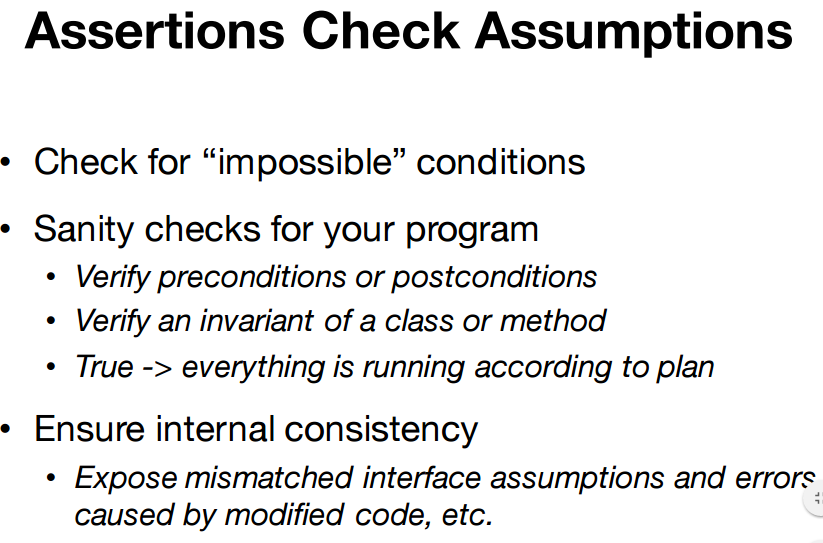 Assertions Check Assumptions
• Check for “impossible” conditions
• Sanity checks for your program
• Verify preconditions or postconditions
• Verify an invariant of a class or method
• True -> everything is running according to plan
• Ensure internal consistency
• Expose mismatched interface assumptions and errors
caused by modified code, etc.